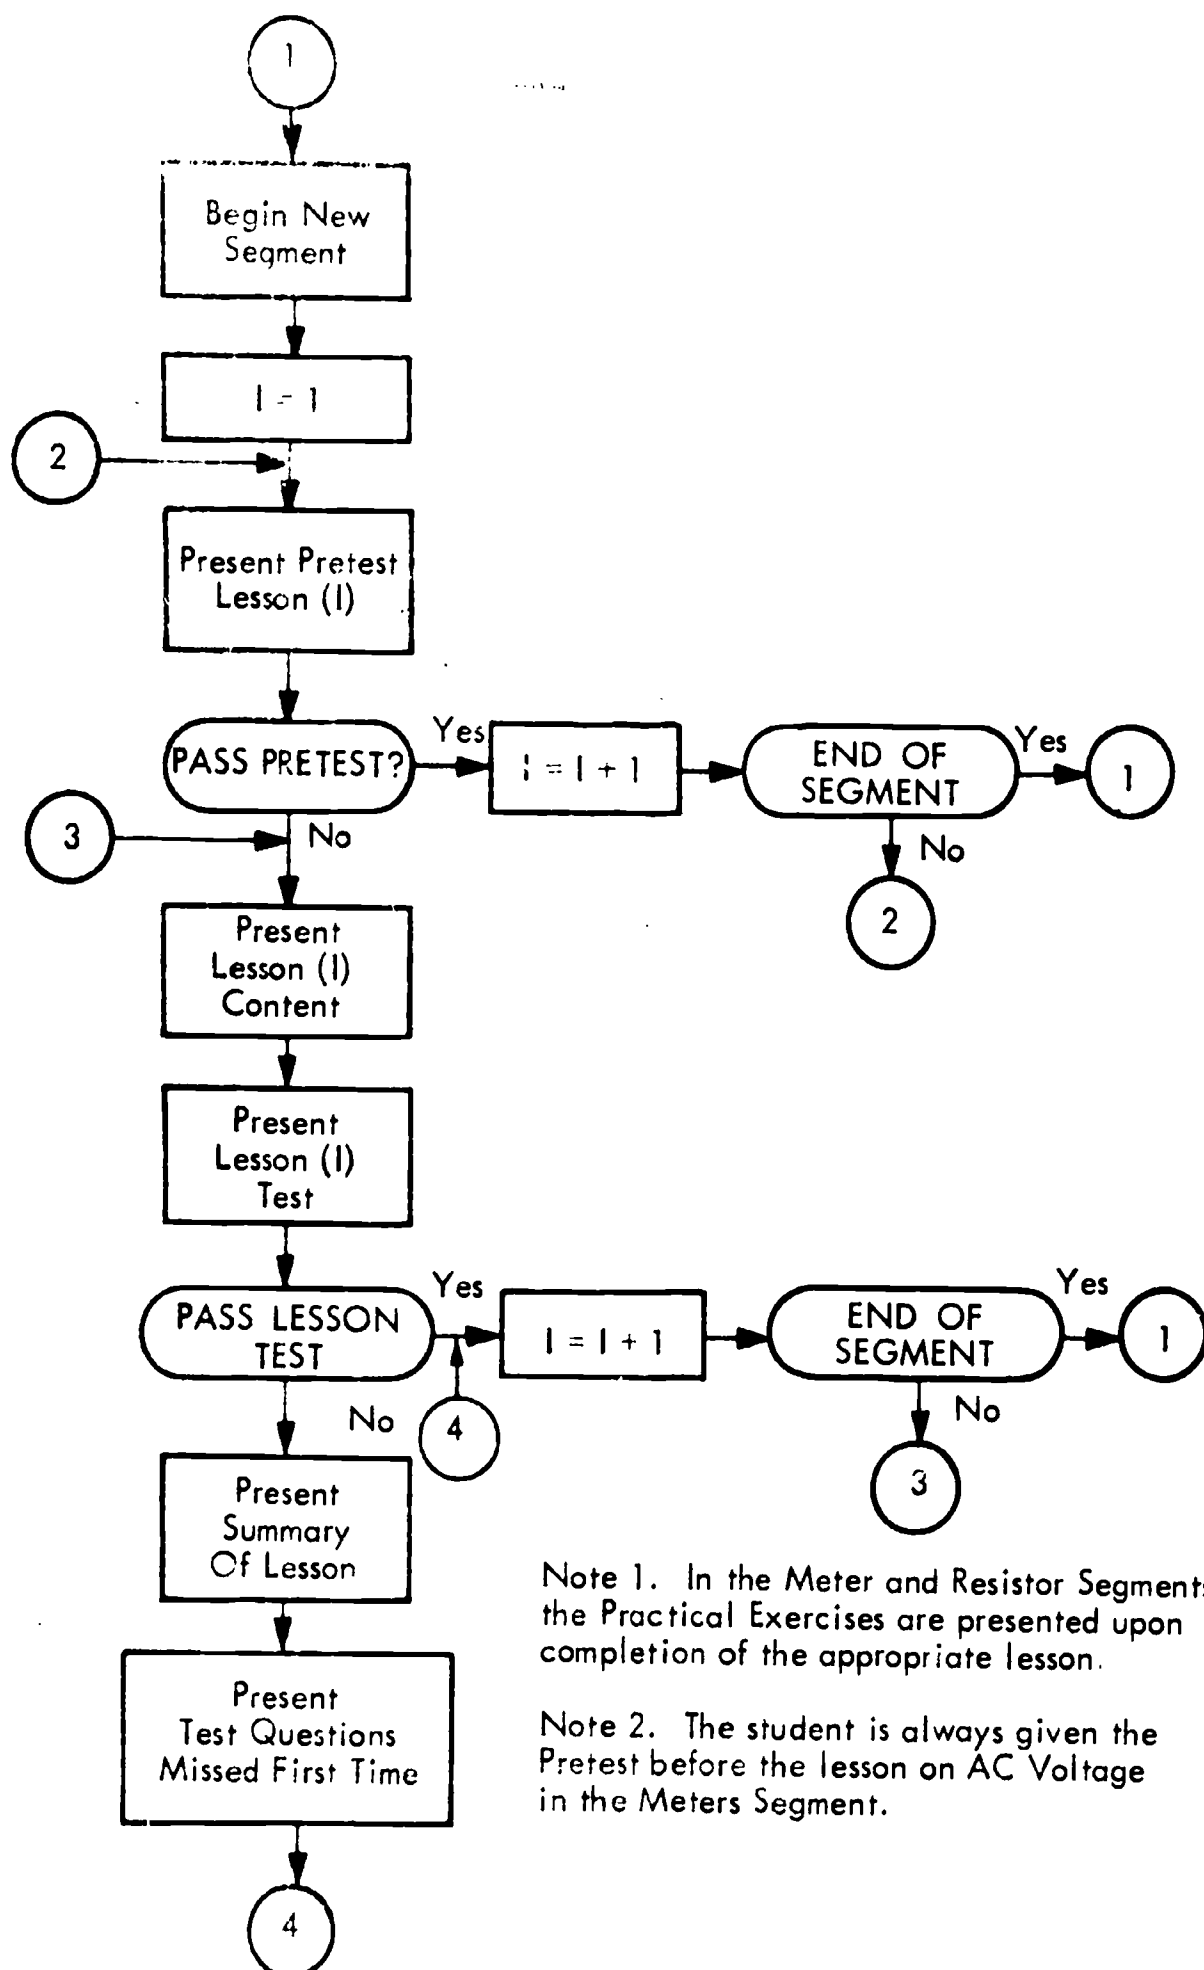 1
Begin New
Segment
I = 1
2
Present Pretest
Lesson (I)
PASS PRETEST?
Yes
I = I + 1
END OF
SEGMENT
Yes
1
No
2
3
No
Present
Lesson (I)
Content
Present
Lesson (I)
Test
PASS LESSON
TEST
Yes
I = I + 1
END OF
SEGMENT
Yes
1
No
3
4
No
Present
Summary
Of Lesson
Present
Test Questions
Missed First Time
4
Note 1. In the Meter and Resistor Segments
the Practical Exercises are presented upon
completion of the appropriate lesson.
Note 2. The student is always given the
Pretest before the lesson on AC Voltage
in the Meters Segment.